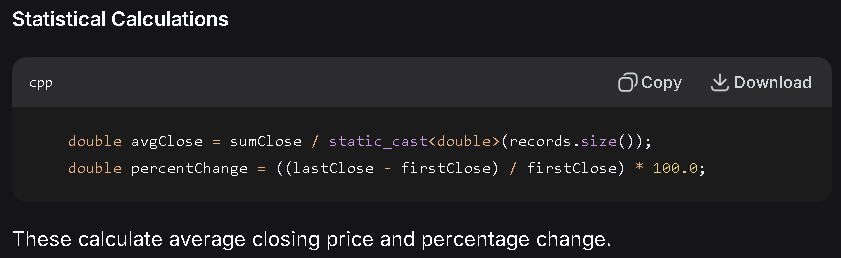 Statistical Calculations
cpp Copy Download
double avgClose = sumClose / static_cast<double>(records.size());
double percentChange = ((lastClose - firstClose) / firstClose) * 100.0;
These calculate average closing price and percentage change.